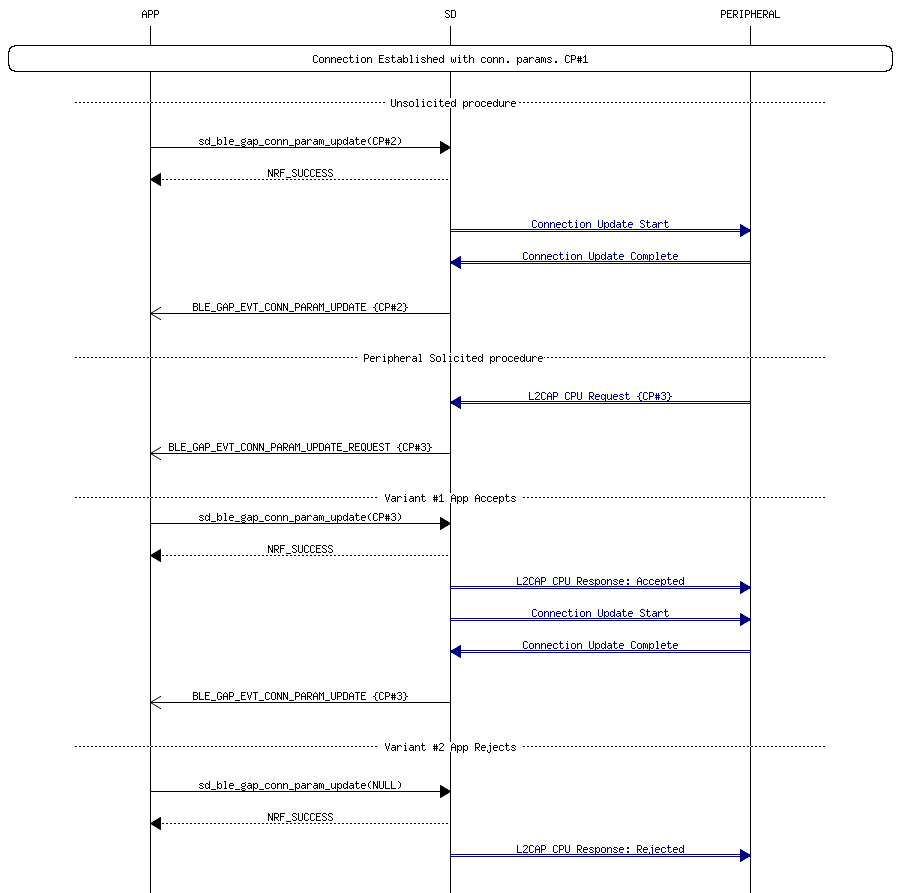 APP SD PERIPHERAL
Connection Established with conn. params. CP#1
Unsolicited procedure
sd_ble_gap_conn_param_update(CP#2)
NRF_SUCCESS
Connection Update Start
Connection Update Complete
BLE_GAP_EVT_CONN_PARAM_UPDATE {CP#2}
Peripheral Solicited procedure
L2CAP CPU Request {CP#3}
BLE_GAP_EVT_CONN_PARAM_UPDATE_REQUEST {CP#3}
Variant #1 App Accepts
sd_ble_gap_conn_param_update(CP#3)
NRF_SUCCESS
L2CAP CPU Response: Accepted
Connection Update Start
Connection Update Complete
BLE_GAP_EVT_CONN_PARAM_UPDATE {CP#3}
Variant #2 App Rejects
sd_ble_gap_conn_param_update(NULL)
NRF_SUCCESS
L2CAP CPU Response: Rejected